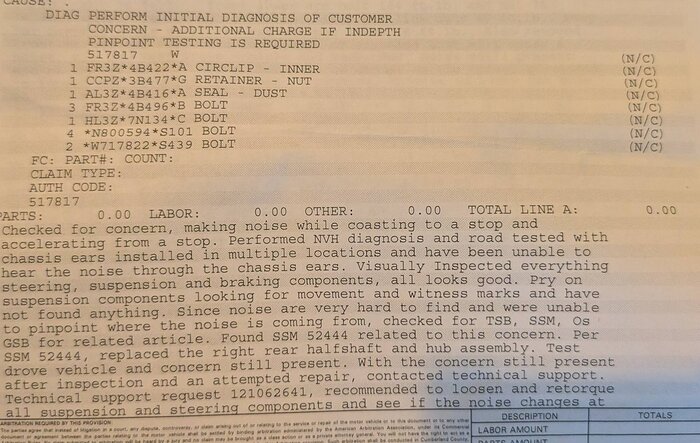 CAUSE: .
DIAG PERFORM INITIAL DIAGNOSIS OF CUSTOMER
CONCERN - ADDITIONAL CHARGE IF INDEPTH
PINPOINT TESTING IS REQUIRED
517817 W (N/C)
1 FR3Z*4B422*A CIRCLIP - INNER (N/C)
1 CCPZ*3B477*G RETAINER - NUT (N/C)
1 AL3Z*4B416*A SEAL - DUST (N/C)
3 FR3Z*4B496*B BOLT (N/C)
1 HL3Z*7N134*C BOLT (N/C)
4 *N800594*S101 BOLT (N/C)
2 *W717822*S439 BOLT (N/C)
FC: PART#: COUNT:
CLAIM TYPE:
AUTH CODE:
517817
PARTS: 0.00 LABOR: 0.00 OTHER: 0.00 TOTAL LINE A: 0.00
Checked for concern, making noise while coasting to a stop and
accelerating from a stop. Performed NVH diagnosis and road tested with
chassis ears installed in multiple locations and have been unable to
hear the noise through the chassis ears. Visually Inspected everything
steering, suspension and braking components, all looks good. Pry on
suspension components looking for movement and witness marks and have
not found anything. Since noise are very hard to find and were unable
to pinpoint where the noise is coming from, checked for TSB, SSM, Os
GSB for related article. Found SSM 52444 related to this concern. Per
SSM 52444, replaced the right rear halfshaft and hub assembly. Test
drove vehicle and concern still present. With the concern still present
after inspection and an attempted repair, contacted technical support.
Technical support request 121062641, recommended to loosen and retorque
all suspension and steering components and see if the noise changes at
ARBITRATION REQUIRED BY THIS PROVISION
DESCRIPTION TOTALS
LABOR AMOUNT
PARTS AMOUNT